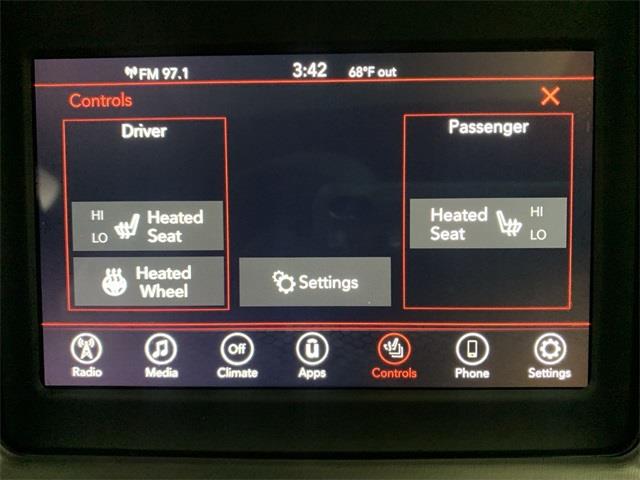 FM 97.1 3:42 68°F out
Controls
Driver
Passenger
HI
LO
Heated
Seat
Heated
Seat
HI
LO
Heated
Wheel
Settings
Radio Media Off Climate ū Apps Controls Phone Settings